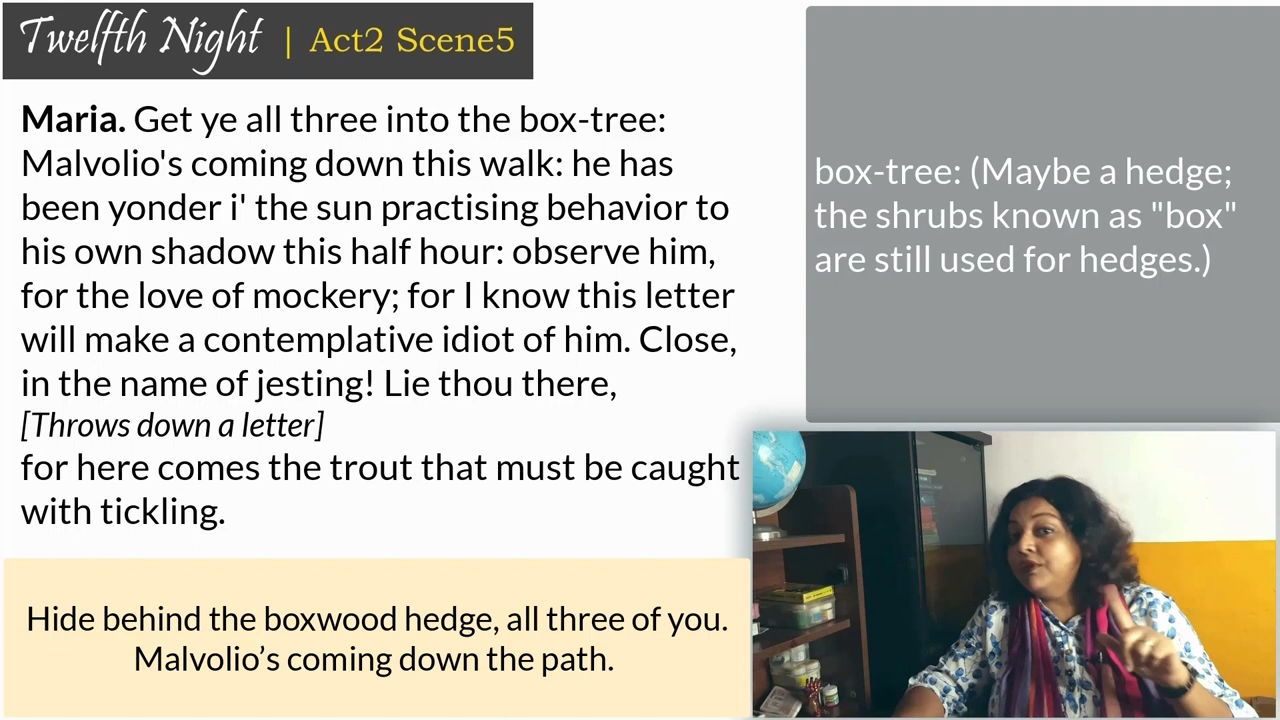 Twelfth Night | Act2 Scene5
Maria. Get ye all three into the box-tree:
Malvolio's coming down this walk: he has
been yonder i' the sun practising behavior to
his own shadow this half hour: observe him,
for the love of mockery; for I know this letter
will make a contemplative idiot of him. Close,
in the name of jesting! Lie thou there,
[Throws down a letter]
for here comes the trout that must be caught
with tickling.
box-tree: (Maybe a hedge;
the shrubs known as "box"
are still used for hedges.)
Hide behind the boxwood hedge, all three of you.
Malvolio’s coming down the path.